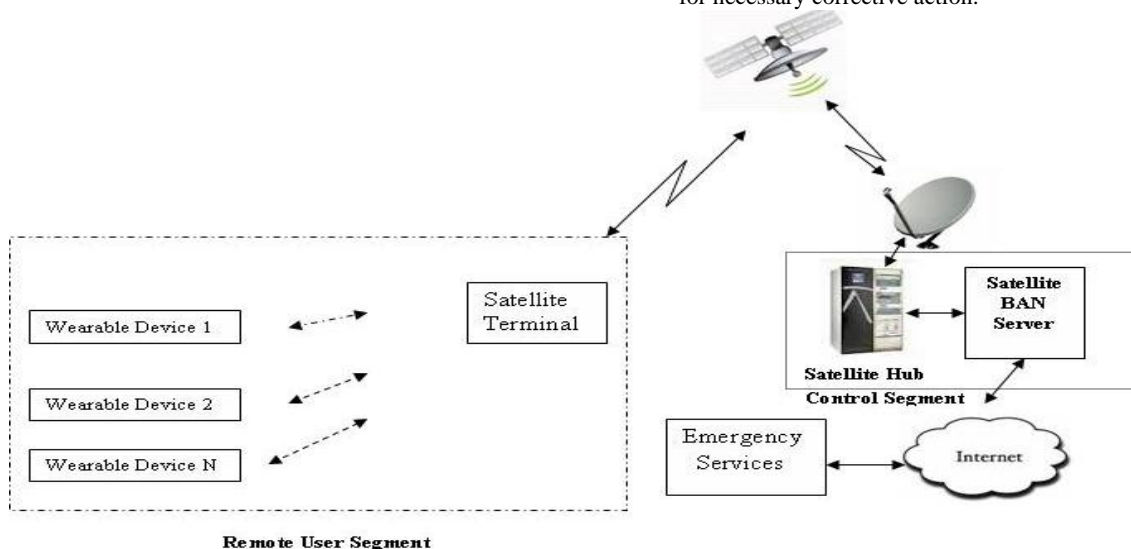 for necessary corrective action.
Wearable Device 1
Wearable Device 2
Wearable Device N
Satellite
Terminal
Remote User Segment
Satellite
BAN
Server
Satellite Hub
Control Segment
Emergency
Services
Internet